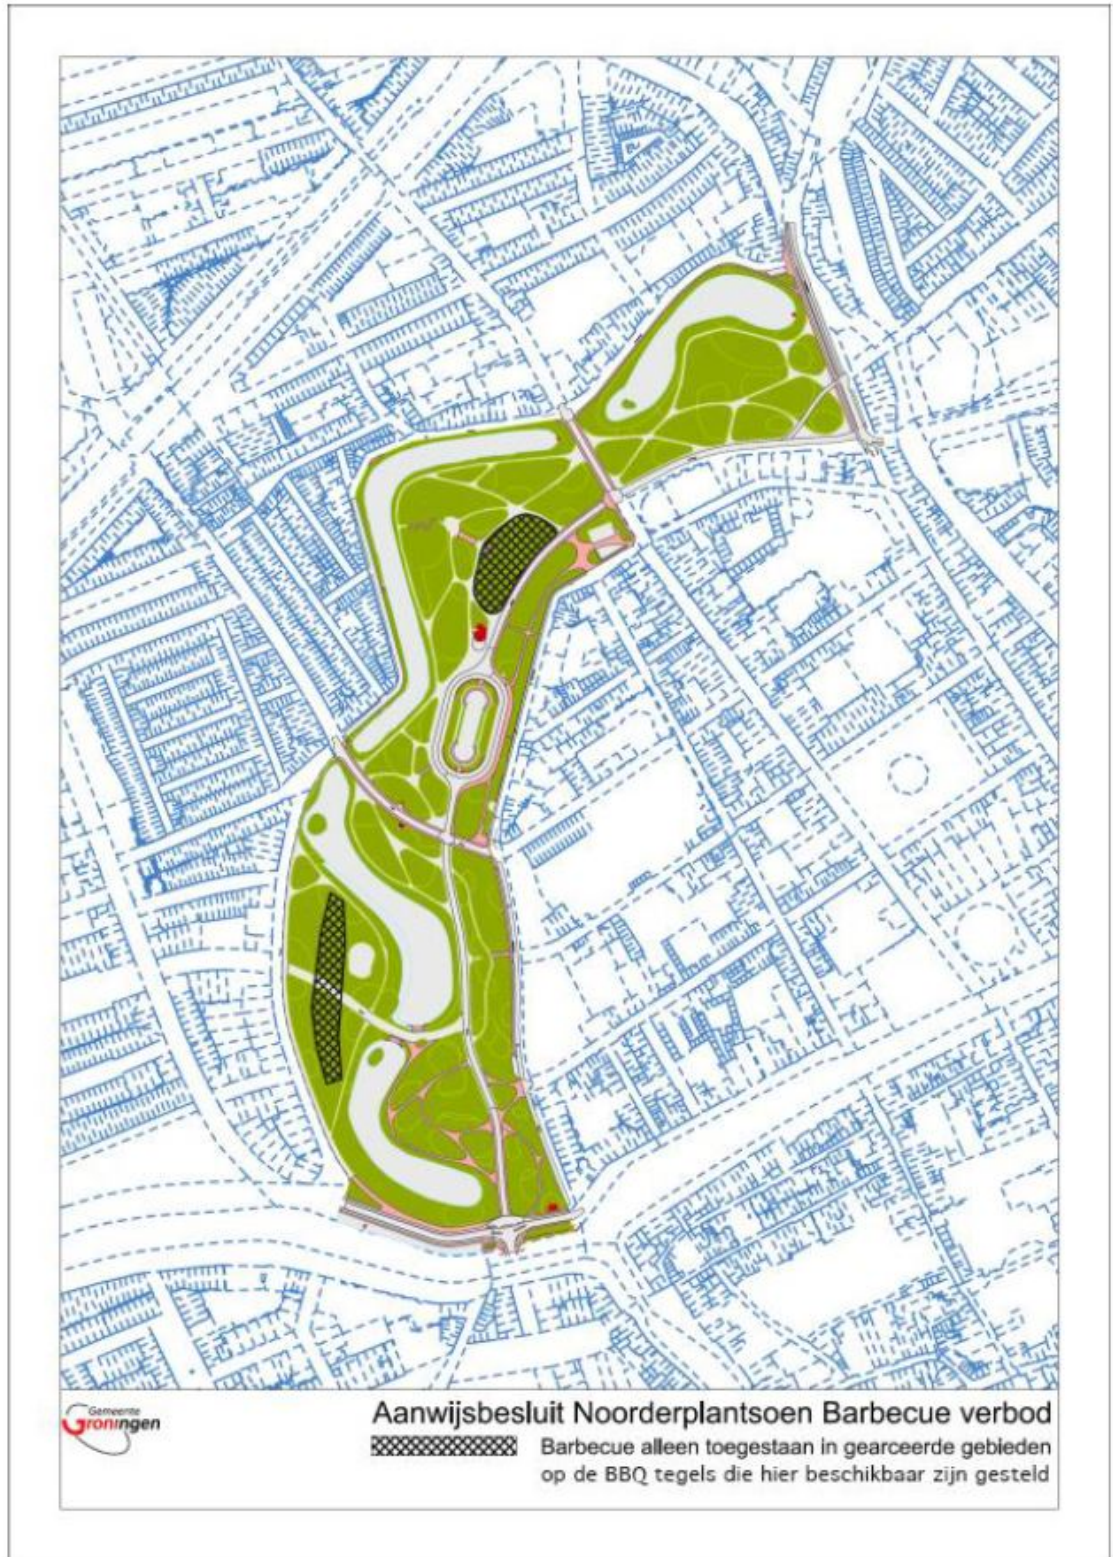 Gemeente
Groningen
Aanwijsbesluit Noorderplantsoen Barbecue verbod
Barbecue alleen toegestaan in gearceerde gebieden
op de BBQ tegels die hier beschikbaar zijn gesteld